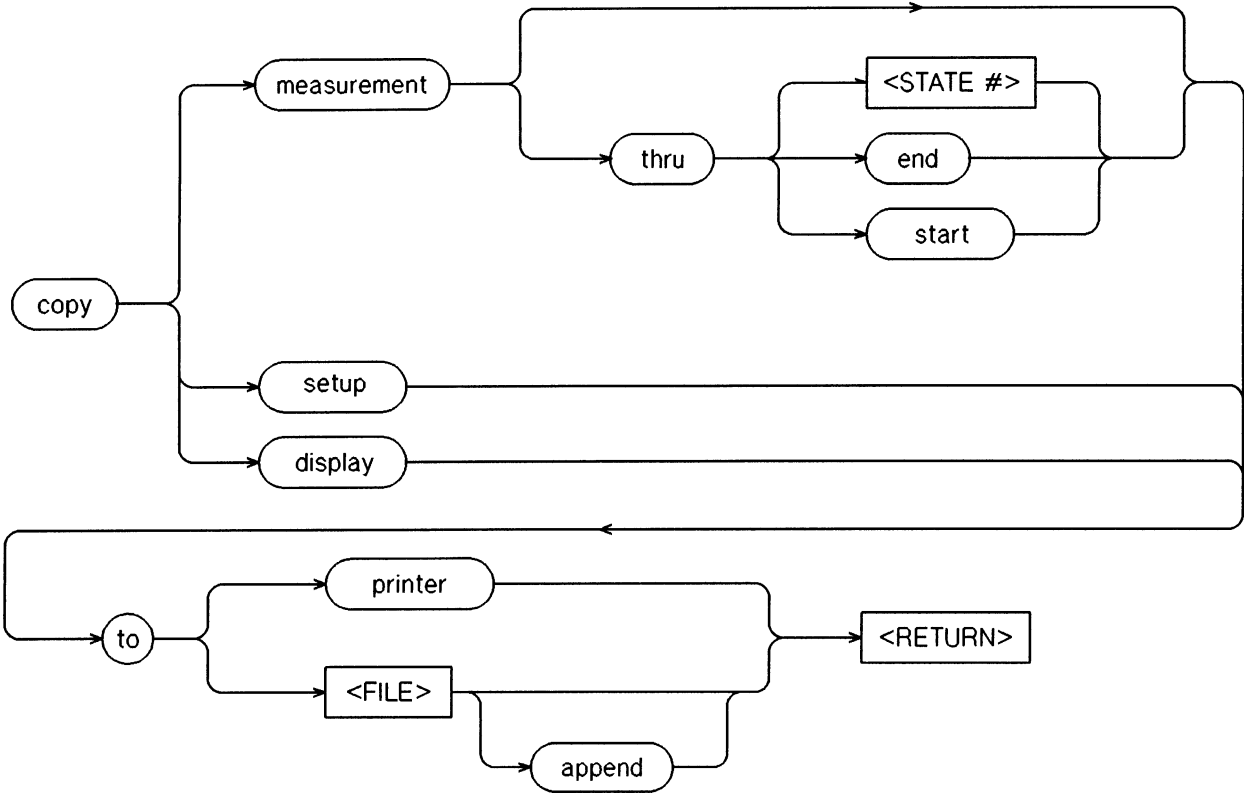 measurement
<STATE #>
thru
end
start
copy
setup
display
printer
to
<RETURN>
<FILE>
append